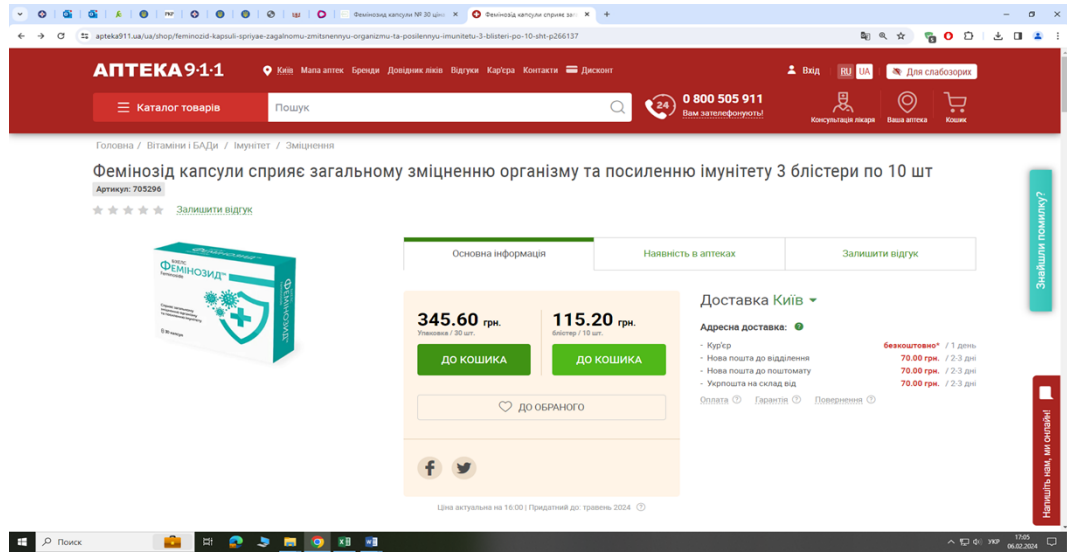 Фемінозид капсули № 30 ціна
Фемінозід капсули сприяє заг
apteka911.ua/ua/shop/feminozid-kapsuli-spriyae-zagalnomu-zmitsnennyu-organizmu-ta-posilennyu-imunitetu-3-blisteri-po-10-sht-p266137
АПТЕКА 9·1·1
Київ Мапа аптек Бренди Довідник ліків Відгуки Кар'єра Контакти Дисконт
Вхід RU UA Для слабозорих
Каталог товарів
Пошук
24
0 800 505 911
Вам зателефонують!
Консультація лікаря Ваша аптека Кошик
Головна / Вітаміни і БАДи / Імунітет / Зміцнення
Фемінозід капсули сприяє загальному зміцненню організму та посиленню імунітету 3 блістери по 10 шт
Артикул: 705296
Залишити відгук
ФЕМІНОЗИД™
ФЕМІНОЗИД
Основна інформація Наявність в аптеках Залишити відгук
345.60 грн. 115.20 грн.
Упаковка / 30 шт. блістер / 10 шт.
ДО КОШИКА ДО КОШИКА
ДО ОБРАНОГО
Ціна актуальна на 16:00 | Придатний до: травень 2024
Доставка Київ
Адресна доставка:
- Кур'єр безкоштовно* / 1 день
- Нова пошта до відділення 70.00 грн. / 2-3 дні
- Нова пошта до поштомату 70.00 грн. / 2-3 дні
- Укрпошта на склад від 70.00 грн. / 2-3 дні
Оплата Гарантія Повернення
Знайшли помилку?
Напишіть нам, ми онлайн!
Поиск
УКР
17:05
06.02.2024